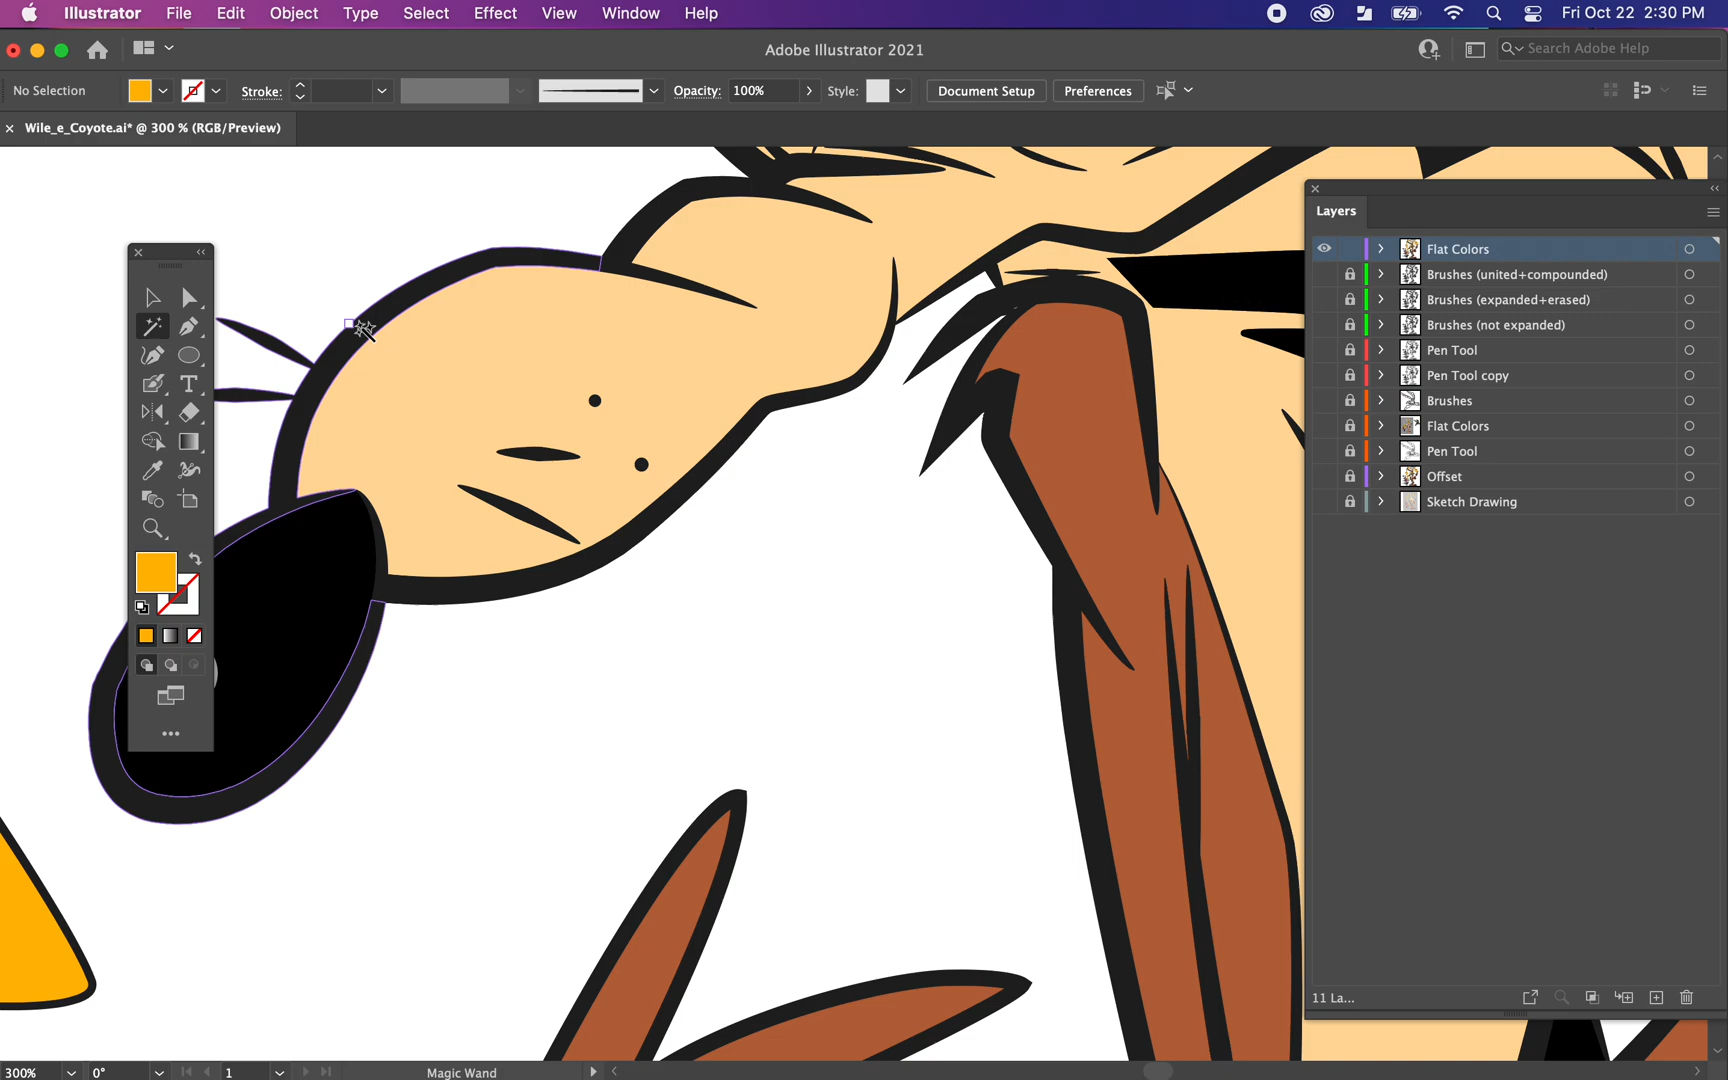 Illustrator File Edit Object Type Select Effect View Window Help Fri Oct 22 2:30 PM
Adobe Illustrator 2021
Search Adobe Help
No Selection Stroke: Opacity: 100% Style: Document Setup Preferences
Wile_e_Coyote.ai* @ 300 % (RGB/Preview)
Layers
Flat Colors
Brushes (united+compounded)
Brushes (expanded+erased)
Brushes (not expanded)
Pen Tool
Pen Tool copy
Brushes
Flat Colors
Pen Tool
Offset
Sketch Drawing
11 La...
300% 0° 1 Magic Wand